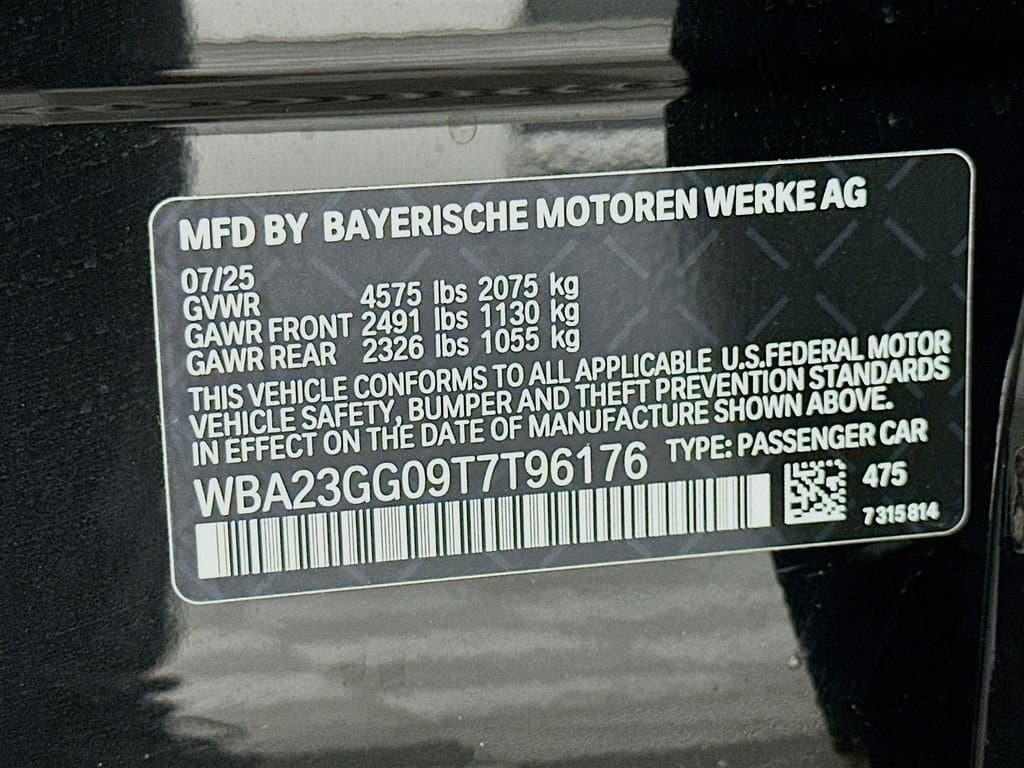 MFD BY BAYERISCHE MOTOREN WERKE AG
07/25
GVWR 4575 lbs 2075 kg
GAWR FRONT 2491 lbs 1130 kg
GAWR REAR 2326 lbs 1055 kg
THIS VEHICLE CONFORMS TO ALL APPLICABLE U.S.FEDERAL MOTOR
VEHICLE SAFETY, BUMPER AND THEFT PREVENTION STANDARDS
IN EFFECT ON THE DATE OF MANUFACTURE SHOWN ABOVE.
WBA23GG09T7T96176 TYPE: PASSENGER CAR
475
7315814